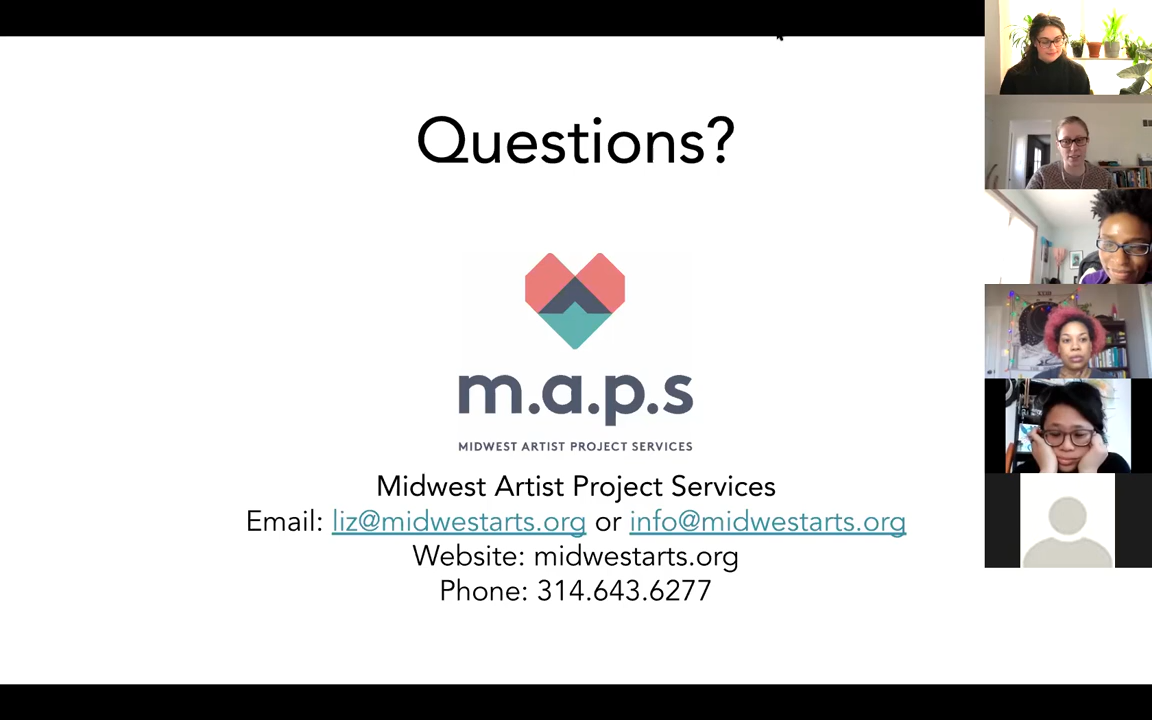 Questions?
m.a.p.s
MIDWEST ARTIST PROJECT SERVICES
Midwest Artist Project Services
Email: liz@midwestarts.org or info@midwestarts.org
Website: midwestarts.org
Phone: 314.643.6277